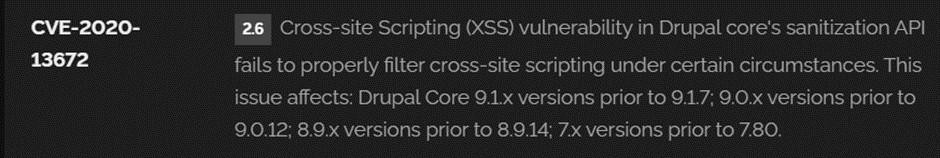 CVE-2020-13672
2.6 Cross-site Scripting (XSS) vulnerability in Drupal core's sanitization API
fails to properly filter cross-site scripting under certain circumstances. This
issue affects: Drupal Core 9.1.x versions prior to 9.1.7; 9.0.x versions prior to
9.0.12; 8.9.x versions prior to 8.9.14; 7.x versions prior to 7.80.